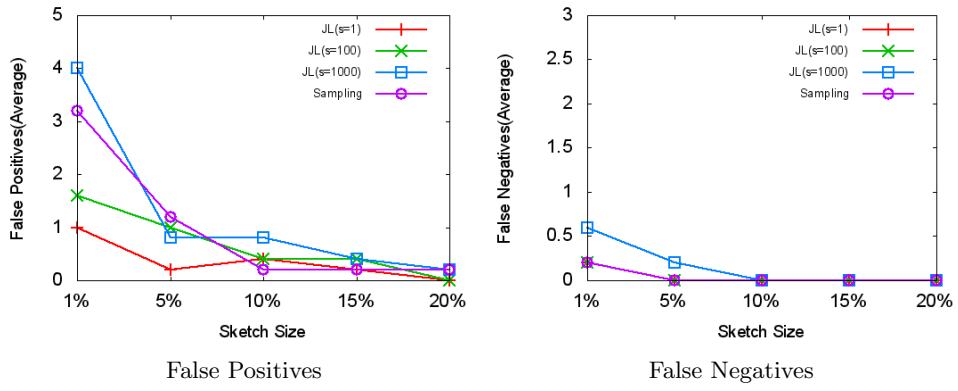 5
4
3
2
1
0
1% 5% 10% 15% 20%
False Positives(Average)
Sketch Size
JL(s=1)
JL(s=100)
JL(s=1000)
Sampling
False Positives
3
2.5
2
1.5
1
0.5
0
1% 5% 10% 15% 20%
False Negatives(Average)
Sketch Size
JL(s=1)
JL(s=100)
JL(s=1000)
Sampling
False Negatives